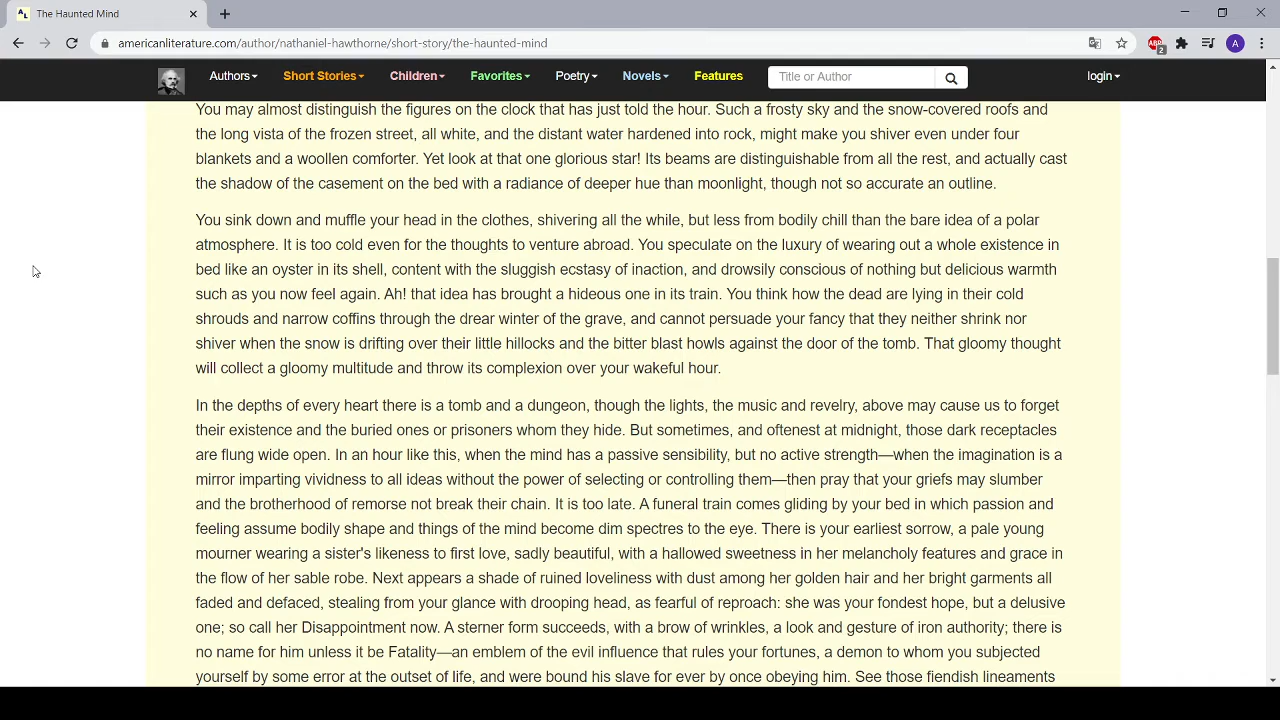 The Haunted Mind
americanliterature.com/author/nathaniel-hawthorne/short-story/the-haunted-mind
ABP
2
A
Authors
Short Stories
Children
Favorites
Poetry
Novels
Features
Title or Author
login
You may almost distinguish the figures on the clock that has just told the hour. Such a frosty sky and the snow-covered roofs and
the long vista of the frozen street, all white, and the distant water hardened into rock, might make you shiver even under four
blankets and a woollen comforter. Yet look at that one glorious star! Its beams are distinguishable from all the rest, and actually cast
the shadow of the casement on the bed with a radiance of deeper hue than moonlight, though not so accurate an outline.
You sink down and muffle your head in the clothes, shivering all the while, but less from bodily chill than the bare idea of a polar
atmosphere. It is too cold even for the thoughts to venture abroad. You speculate on the luxury of wearing out a whole existence in
bed like an oyster in its shell, content with the sluggish ecstasy of inaction, and drowsily conscious of nothing but delicious warmth
such as you now feel again. Ah! that idea has brought a hideous one in its train. You think how the dead are lying in their cold
shrouds and narrow coffins through the drear winter of the grave, and cannot persuade your fancy that they neither shrink nor
shiver when the snow is drifting over their little hillocks and the bitter blast howls against the door of the tomb. That gloomy thought
will collect a gloomy multitude and throw its complexion over your wakeful hour.
In the depths of every heart there is a tomb and a dungeon, though the lights, the music and revelry, above may cause us to forget
their existence and the buried ones or prisoners whom they hide. But sometimes, and oftenest at midnight, those dark receptacles
are flung wide open. In an hour like this, when the mind has a passive sensibility, but no active strength—when the imagination is a
mirror imparting vividness to all ideas without the power of selecting or controlling them—then pray that your griefs may slumber
and the brotherhood of remorse not break their chain. It is too late. A funeral train comes gliding by your bed in which passion and
feeling assume bodily shape and things of the mind become dim spectres to the eye. There is your earliest sorrow, a pale young
mourner wearing a sister's likeness to first love, sadly beautiful, with a hallowed sweetness in her melancholy features and grace in
the flow of her sable robe. Next appears a shade of ruined loveliness with dust among her golden hair and her bright garments all
faded and defaced, stealing from your glance with drooping head, as fearful of reproach: she was your fondest hope, but a delusive
one; so call her Disappointment now. A sterner form succeeds, with a brow of wrinkles, a look and gesture of iron authority; there is
no name for him unless it be Fatality—an emblem of the evil influence that rules your fortunes, a demon to whom you subjected
yourself by some error at the outset of life, and were bound his slave for ever by once obeying him. See those fiendish lineaments